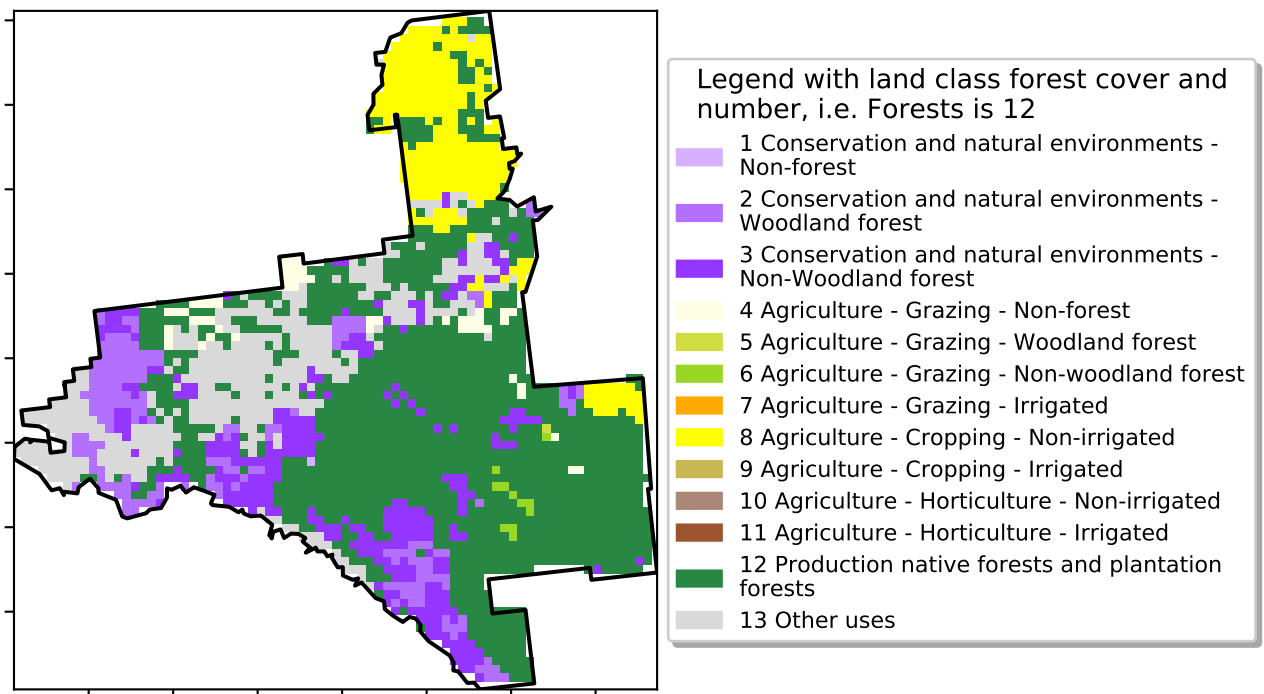 Legend with land class forest cover and
number, i.e. Forests is 12
1 Conservation and natural environments -
Non-forest
2 Conservation and natural environments -
Woodland forest
3 Conservation and natural environments -
Non-Woodland forest
4 Agriculture - Grazing - Non-forest
5 Agriculture - Grazing - Woodland forest
6 Agriculture - Grazing - Non-woodland forest
7 Agriculture - Grazing - Irrigated
8 Agriculture - Cropping - Non-irrigated
9 Agriculture - Cropping - Irrigated
10 Agriculture - Horticulture - Non-irrigated
11 Agriculture - Horticulture - Irrigated
12 Production native forests and plantation
forests
13 Other uses